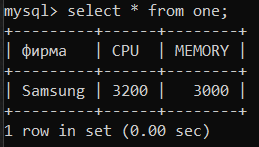 mysql> select * from one;
+---------+------+--------+
| фирма   | CPU  | MEMORY |
+---------+------+--------+
| Samsung | 3200 |   3000 |
+---------+------+--------+
1 row in set (0.00 sec)